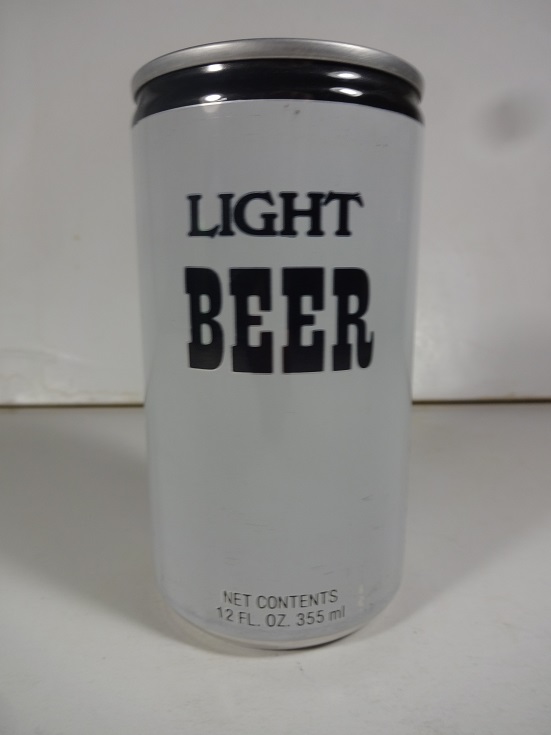 LIGHT
BEER
NET CONTENTS
12 FL. OZ. 355 ml